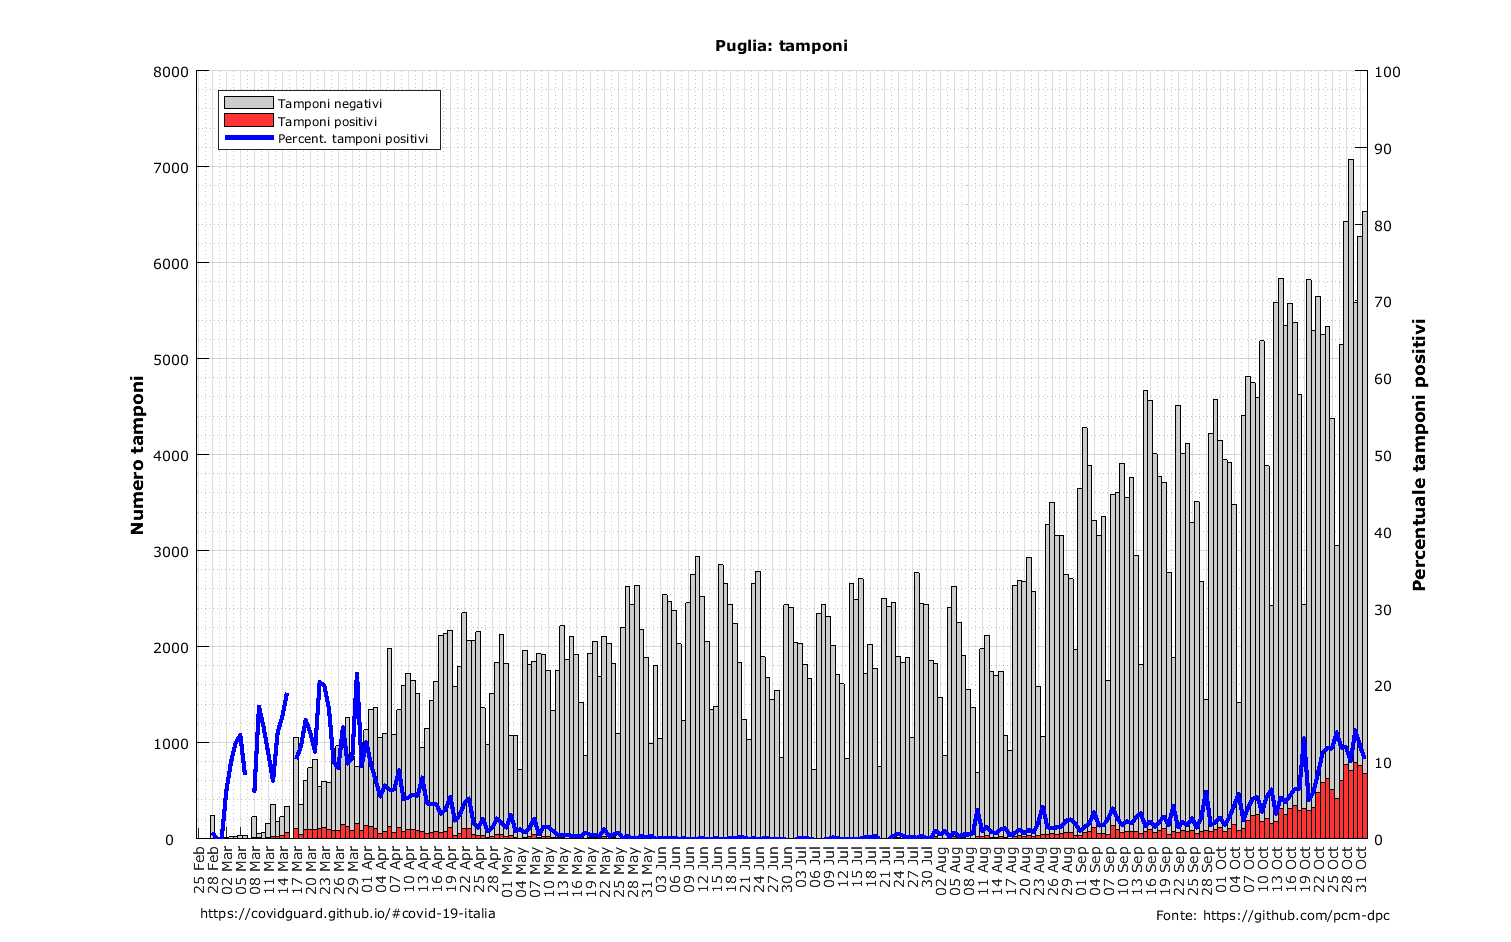 Puglia: tamponi
8000
7000
6000
5000
4000
3000
2000
1000
0
100
90
80
70
60
50
40
30
20
10
0
Tamponi negativi
Tamponi positivi
Percent. tamponi positivi
Numero tamponi
Percentuale tamponi positivi
25 Feb
28 Feb
02 Mar
05 Mar
08 Mar
11 Mar
14 Mar
17 Mar
20 Mar
23 Mar
26 Mar
29 Mar
01 Apr
04 Apr
07 Apr
10 Apr
13 Apr
16 Apr
19 Apr
22 Apr
25 Apr
28 Apr
01 May
04 May
07 May
10 May
13 May
16 May
19 May
22 May
25 May
28 May
31 May
03 Jun
06 Jun
09 Jun
12 Jun
15 Jun
18 Jun
21 Jun
24 Jun
27 Jun
30 Jun
03 Jul
06 Jul
09 Jul
12 Jul
15 Jul
18 Jul
21 Jul
24 Jul
27 Jul
30 Jul
02 Aug
05 Aug
08 Aug
11 Aug
14 Aug
17 Aug
20 Aug
23 Aug
26 Aug
29 Aug
01 Sep
04 Sep
07 Sep
10 Sep
13 Sep
16 Sep
19 Sep
22 Sep
25 Sep
28 Sep
01 Oct
04 Oct
07 Oct
10 Oct
13 Oct
16 Oct
19 Oct
22 Oct
25 Oct
28 Oct
31 Oct
https://covidguard.github.io/#covid-19-italia
Fonte: https://github.com/pcm-dpc